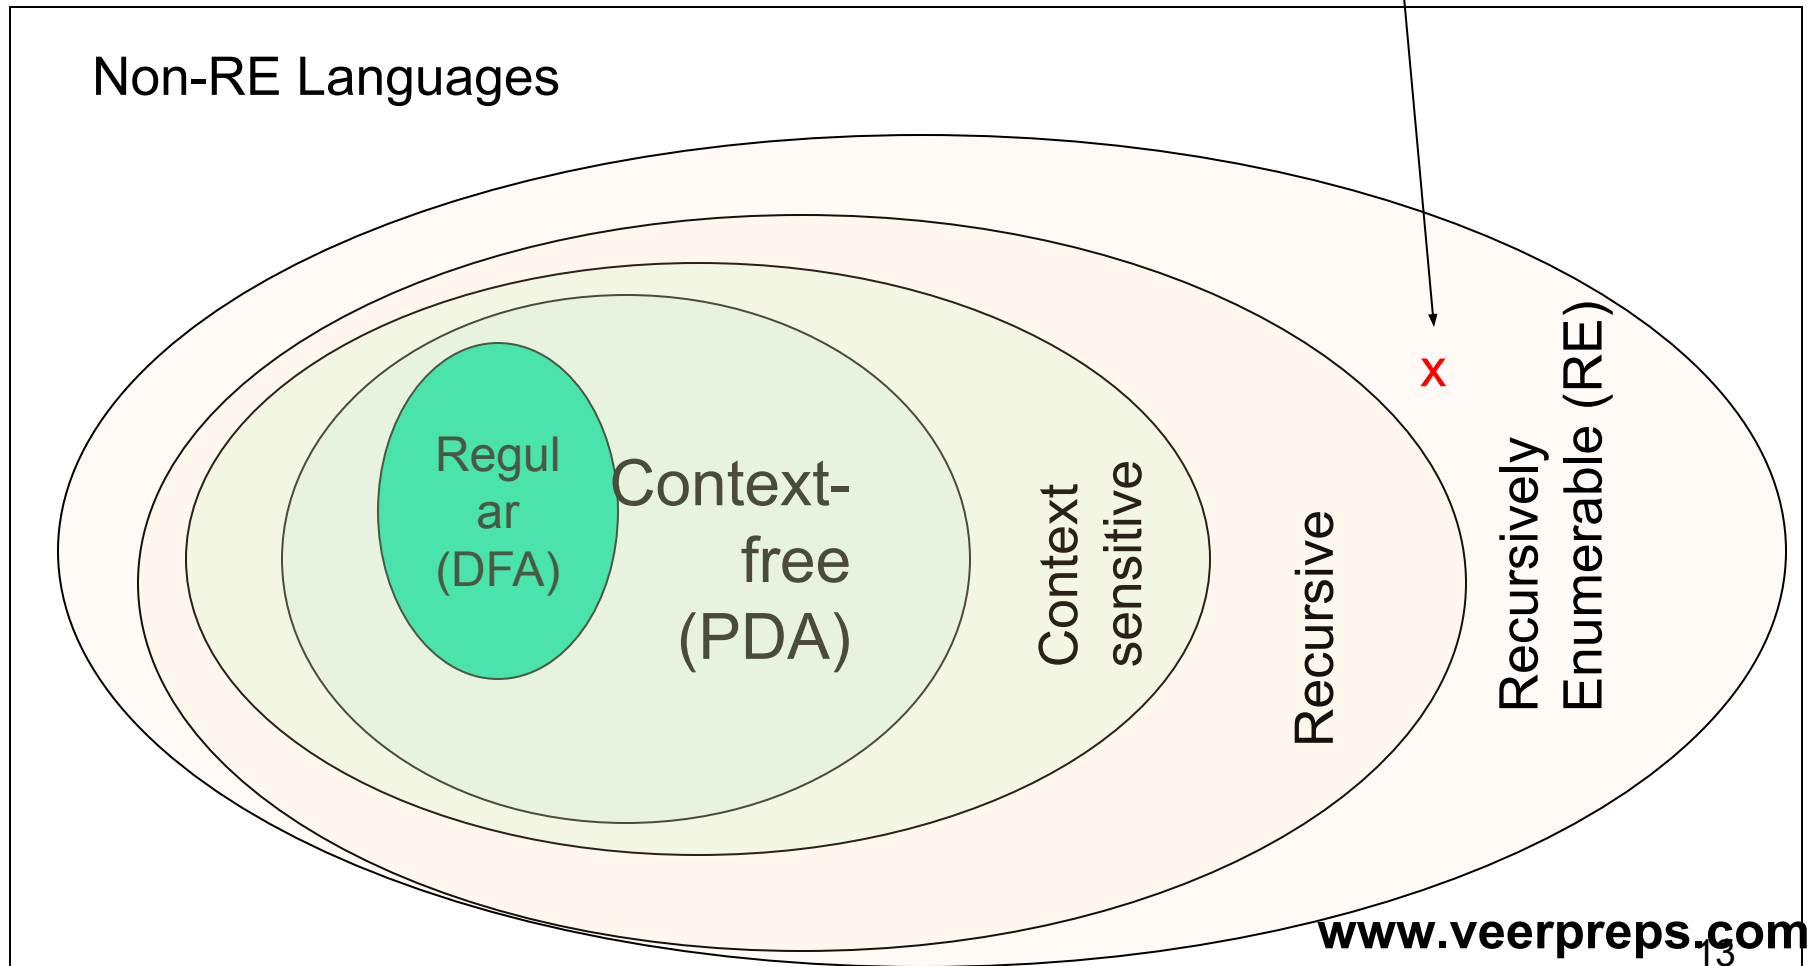 Non-RE Languages
Regul
ar
(DFA)
Context-
free
(PDA)
Context
sensitive
Recursive
x
Recursively
Enumerable (RE)
www.veerpreps.com
13